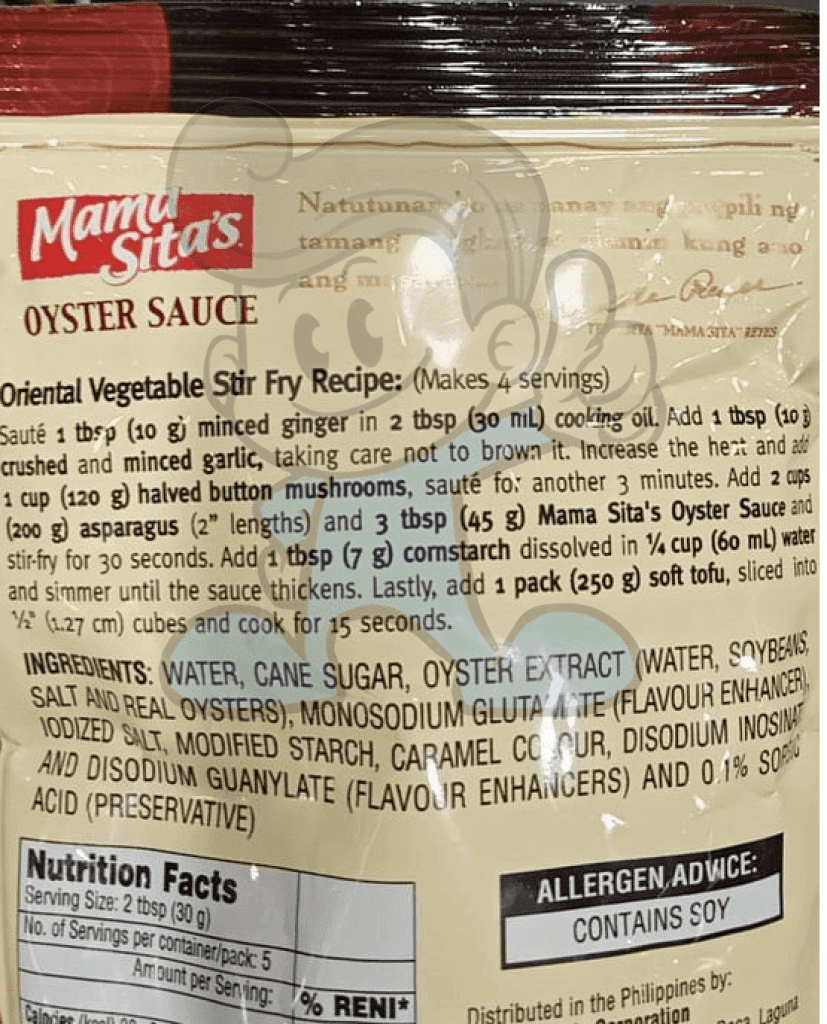 Mama
Sita's
OYSTER SAUCE
pili ng
tamang kung ano
ang
"MAMA SITA" REYES
Oriental Vegetable Stir Fry Recipe: (Makes 4 servings)
Sauté 1 tbsp (10 g) minced ginger in 2 tbsp (30 mL) cooking oil. Add 1 tbsp (10 g)
crushed and minced garlic, taking care not to brown it. Increase the heat and add
1 cup (120 g) halved button mushrooms, sauté for another 3 minutes. Add 2 cups
(200 g) asparagus (2" lengths) and 3 tbsp (45 g) Mama Sita's Oyster Sauce and
stir-fry for 30 seconds. Add 1 tbsp (7 g) cornstarch dissolved in ¼ cup (60 mL) water
and simmer until the sauce thickens. Lastly, add 1 pack (250 g) soft tofu, sliced into
½" (1.27 cm) cubes and cook for 15 seconds.
INGREDIENTS: WATER, CANE SUGAR, OYSTER EXTRACT (WATER, SOYBEANS,
SALT AND REAL OYSTERS), MONOSODIUM GLUTAMATE (FLAVOUR ENHANCER),
IODIZED SALT, MODIFIED STARCH, CARAMEL COLOUR, DISODIUM INOSINAT
AND DISODIUM GUANYLATE (FLAVOUR ENHANCERS) AND 0.1% SORBIC
ACID (PRESERVATIVE)
Nutrition Facts
Serving Size: 2 tbsp (30 g)
No. of Servings per container/pack: 5
Amount per Serving: % RENI*
Calories (kcal)
ALLERGEN ADVICE:
CONTAINS SOY
Distributed in the Philippines by:
Laguna